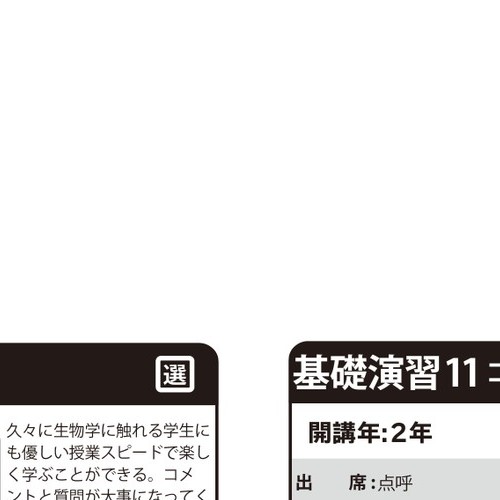 選
久々に生物学に触れる学生に
も優しい授業スピードで楽し
く学ぶことができる。コメ
ントと質問が大事になってく
基礎演習11
開講年:2年
出　　席:点呼